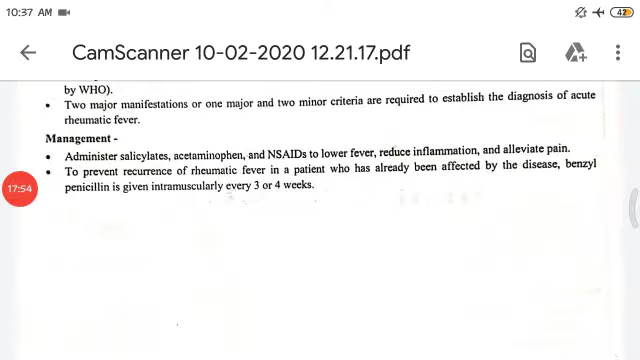 10:37 AM
42
CamScanner 10-02-2020 12.21.17.pdf
by WHO).
• Two major manifestations or one major and two minor criteria are required to establish the diagnosis of acute
rheumatic fever.
Management -
• Administer salicylates, acetaminophen, and NSAIDs to lower fever, reduce inflammation, and alleviate pain.
• To prevent recurrence of rheumatic fever in a patient who has already been affected by the disease, benzyl
17:54
penicillin is given intramuscularly every 3 or 4 weeks.